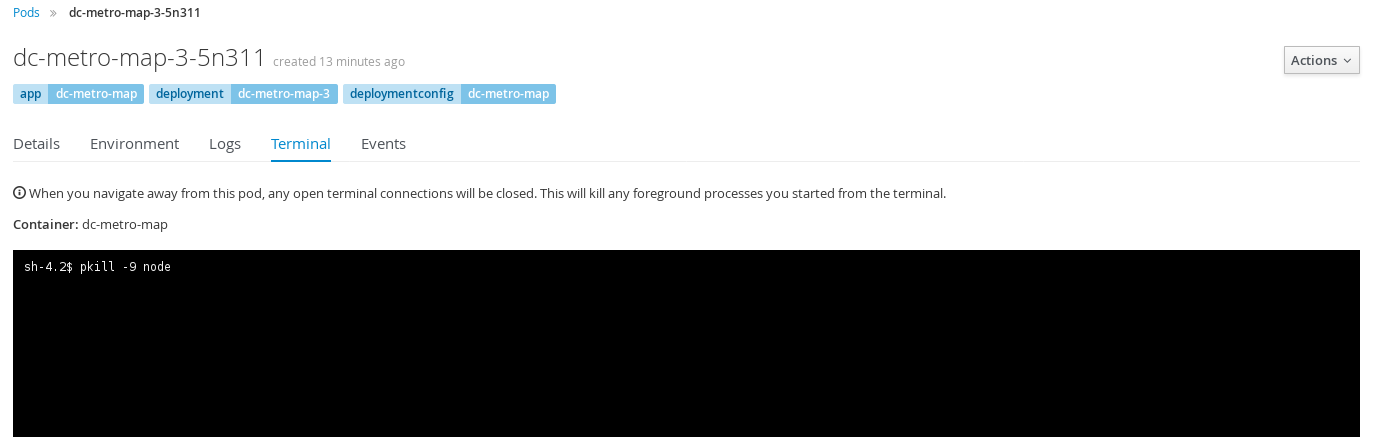 Pods » dc-metro-map-3-5n311
dc-metro-map-3-5n311 created 13 minutes ago
Actions
app dc-metro-map deployment dc-metro-map-3 deploymentconfig dc-metro-map
Details Environment Logs Terminal Events
When you navigate away from this pod, any open terminal connections will be closed. This will kill any foreground processes you started from the terminal.
Container: dc-metro-map
sh-4.2$ pkill -9 node